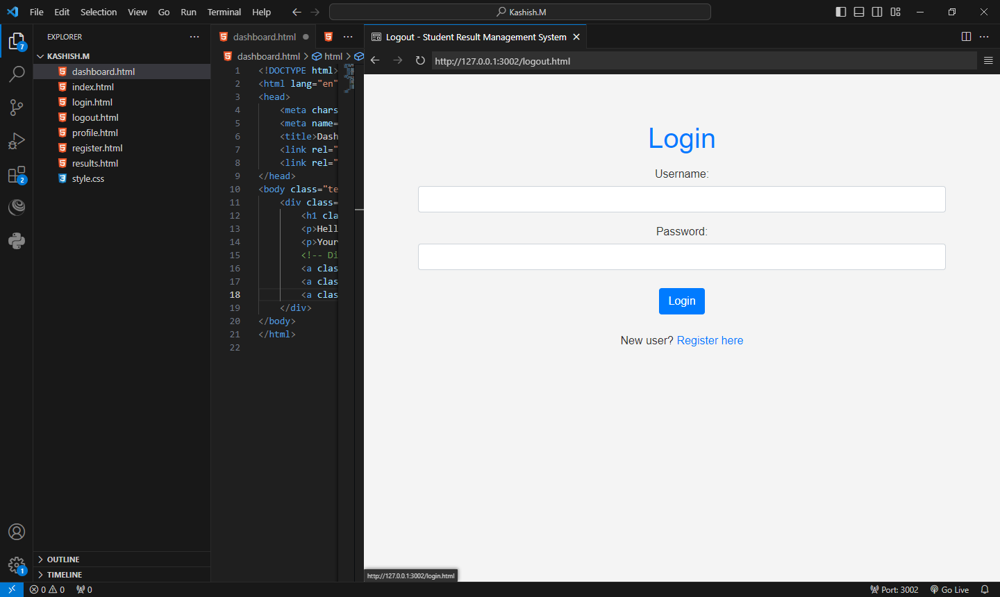 File Edit Selection View Go Run Terminal Help
Kashish.M
EXPLORER
KASHISH.M
dashboard.html
index.html
login.html
logout.html
profile.html
register.html
results.html
style.css
OUTLINE
TIMELINE
7
2
1
dashboard.html
dashboard.html > html >
1 <!DOCTYPE html>
2 <html lang="en"
3 <head>
4 <meta chars
5 <meta name=
6 <title>Dash
7 <link rel="
8 <link rel="
9 </head>
10 <body class="te
11 <div class=
12 <h1 cla
13 <p>Hell
14 <p>Your
15 <!-- Di
16 <a clas
17 <a clas
18 <a clas
19 </div>
20 </body>
21 </html>
22
Logout - Student Result Management System
http://127.0.0.1:3002/logout.html
Login
Username:
Password:
Login
New user? Register here
http://127.0.0.1:3002/login.html
0 0 0
Port: 3002 Go Live